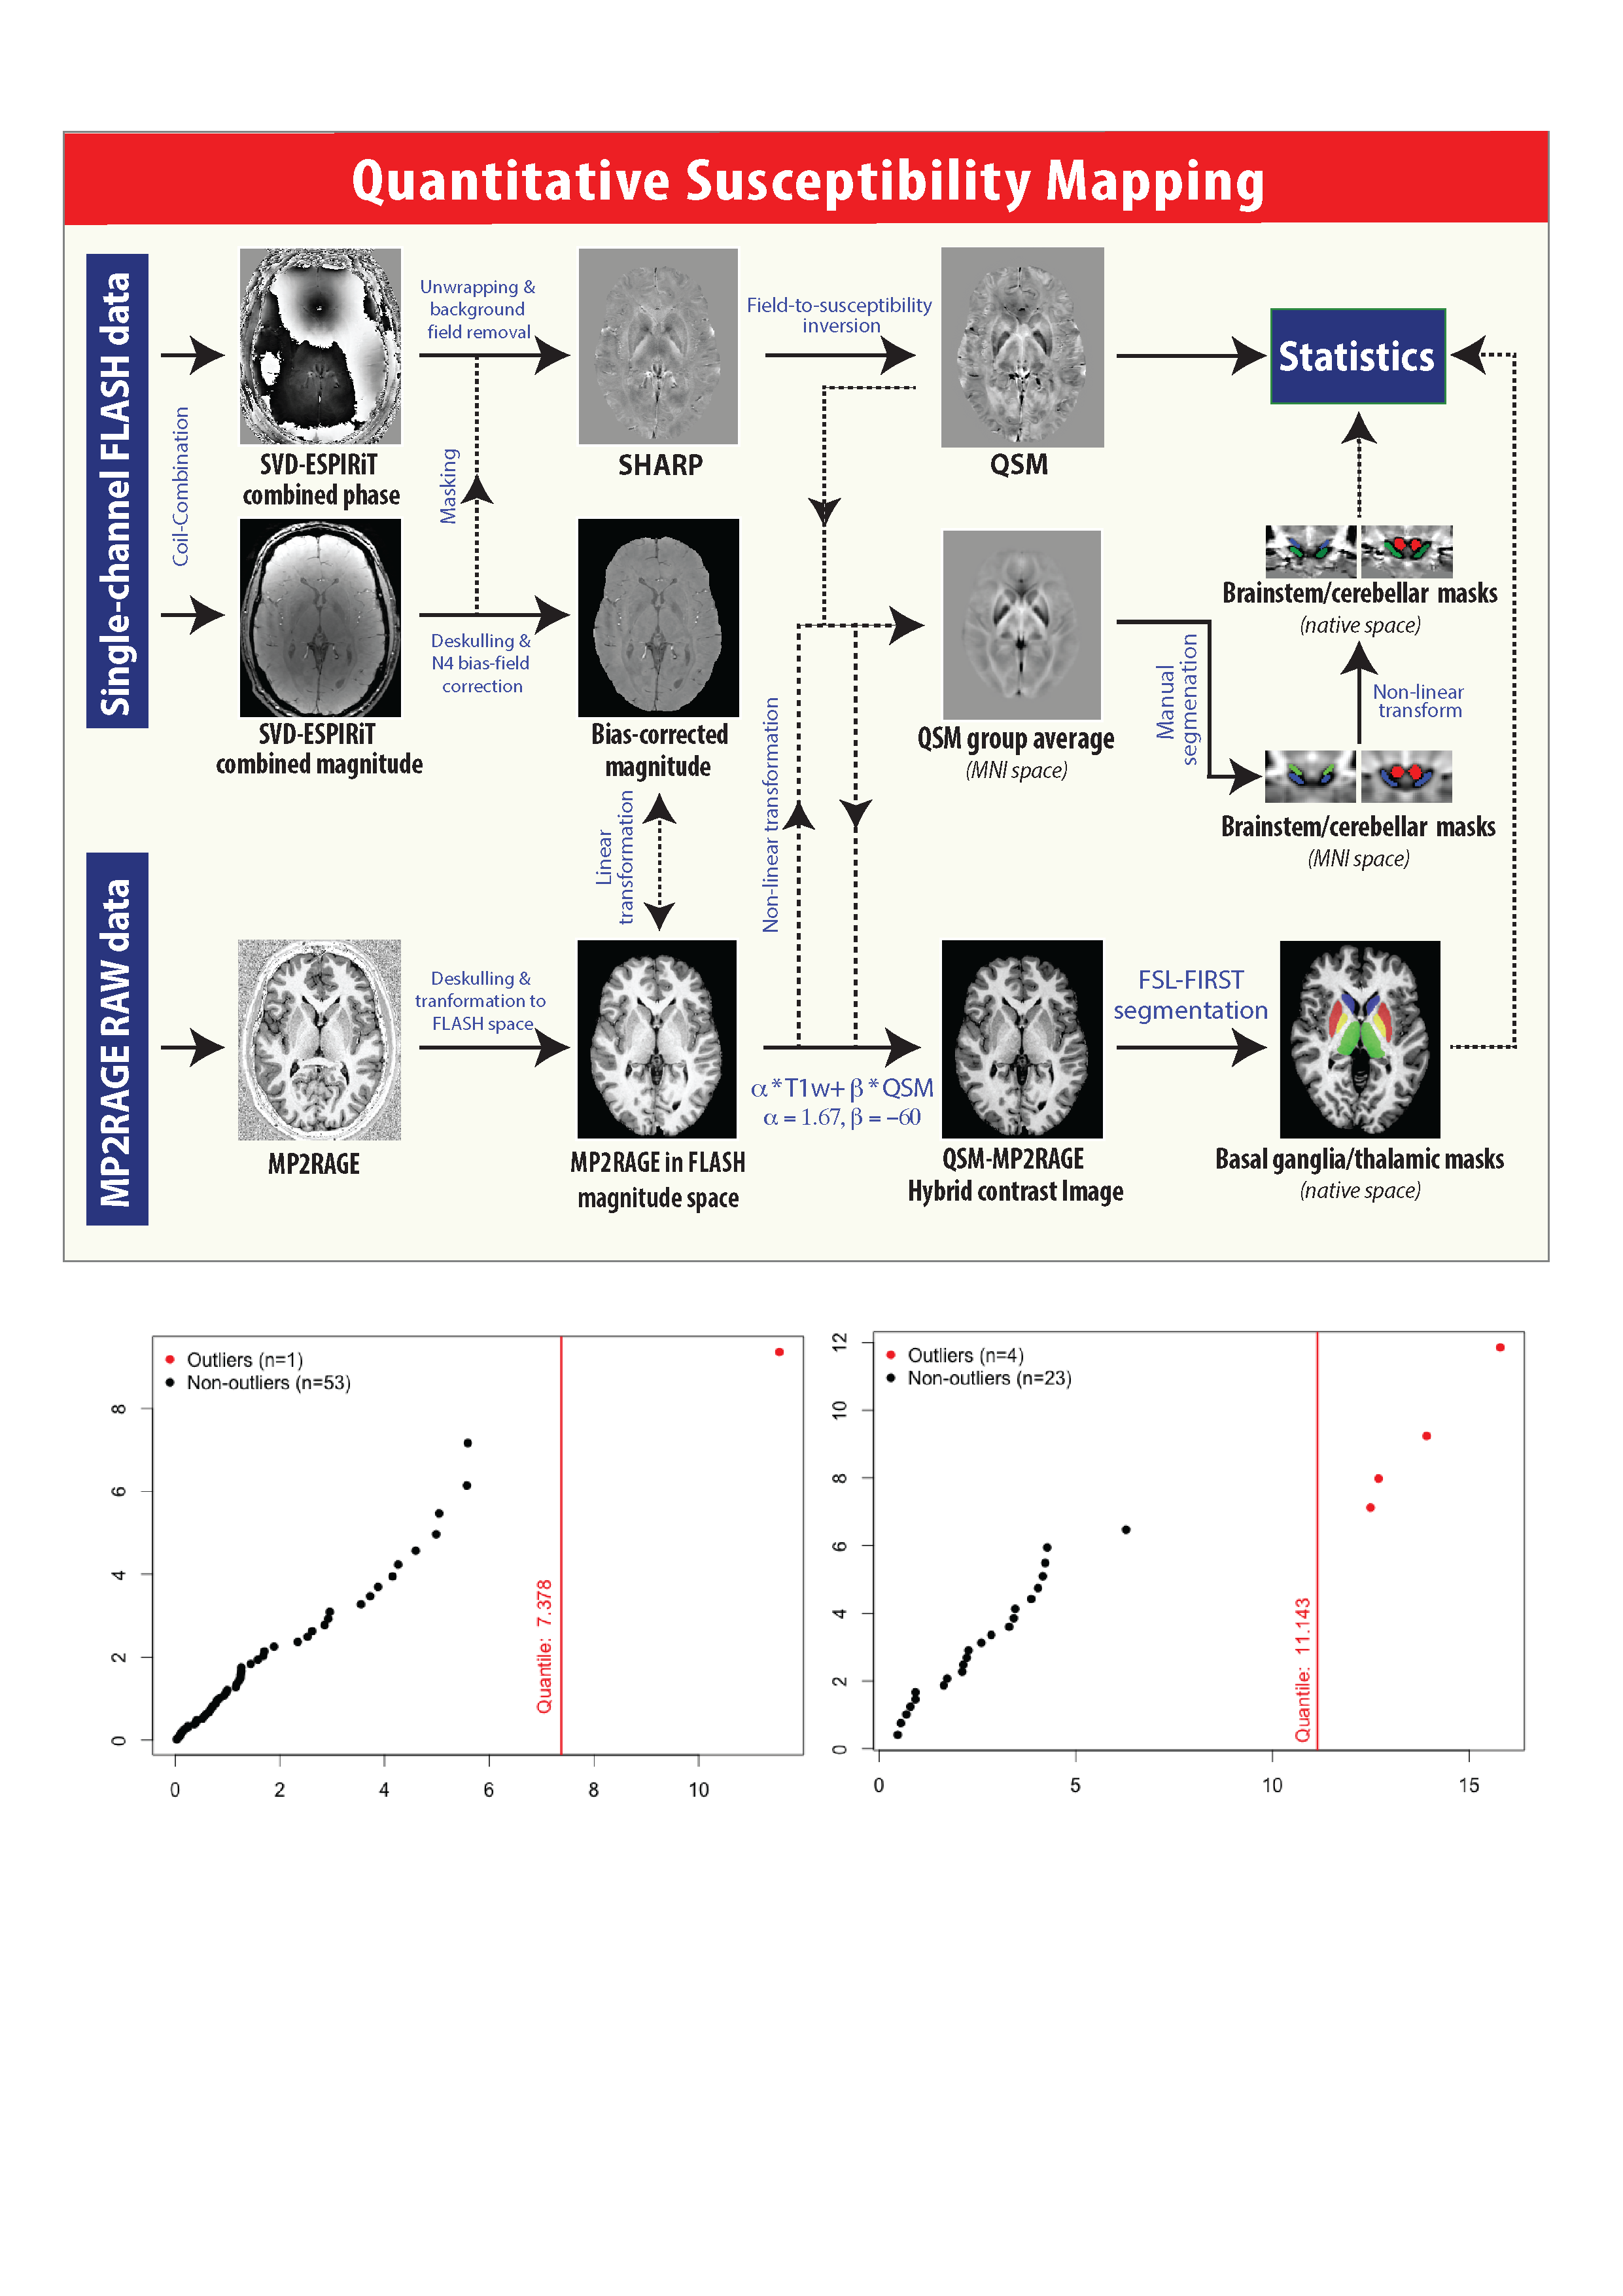 Quantitative Susceptibility Mapping
Single-channel FLASH data
Coil-Combination
SVD-ESPIRiT
combined phase
Unwrapping &
background
field removal
Masking
SHARP
Field-to-susceptibility
inversion
QSM
Statistics
SVD-ESPIRiT
combined magnitude
Deskulling &
N4 bias-field
correction
Bias-corrected
magnitude
Linear
transformation
Non-linear transformation
QSM group average
(MNI space)
Manual
segmenation
Brainstem/cerebellar masks
(native space)
Non-linear
transform
Brainstem/cerebellar masks
(MNI space)
MP2RAGE RAW data
MP2RAGE
Deskulling &
tranformation to
FLASH space
MP2RAGE in FLASH
magnitude space
α*T1w+β*QSM
α = 1.67, β = −60
QSM-MP2RAGE
Hybrid contrast Image
FSL-FIRST
segmentation
Basal ganglia/thalamic masks
(native space)
Outliers (n=1)
Non-outliers (n=53)
Quantile: 7.378
8
6
4
2
0
0 2 4 6 8 10
Outliers (n=4)
Non-outliers (n=23)
Quantile: 11.143
12
10
8
6
4
2
0
0 5 10 15